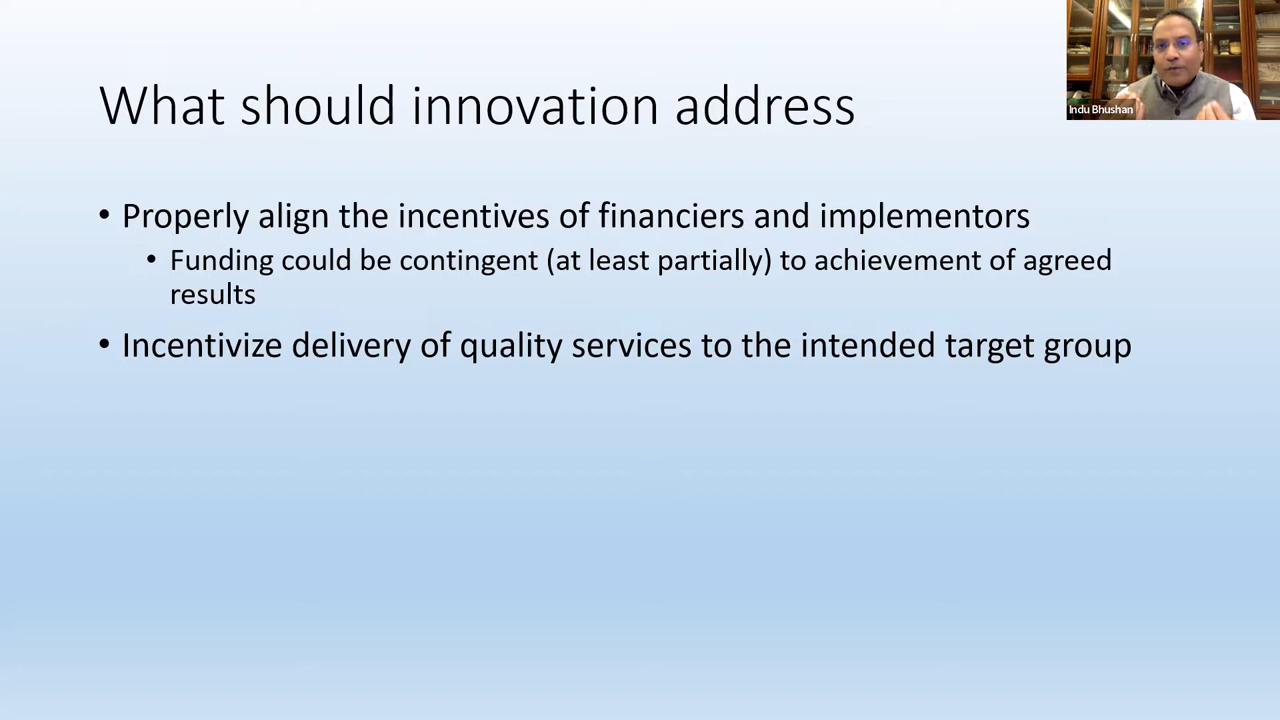 Indu Bhushan
What should innovation address
• Properly align the incentives of financiers and implementors
• Funding could be contingent (at least partially) to achievement of agreed
results
• Incentivize delivery of quality services to the intended target group